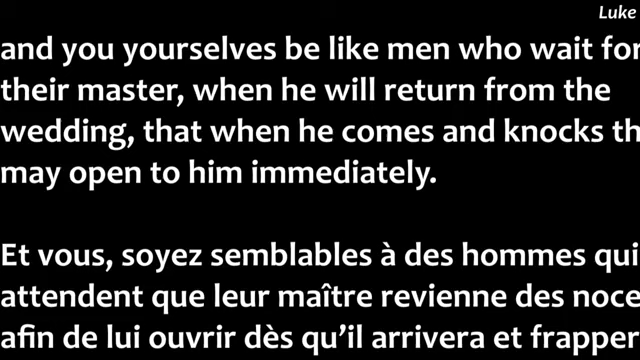 Luke
and you yourselves be like men who wait for
their master, when he will return from the
wedding, that when he comes and knocks th
may open to him immediately.
Et vous, soyez semblables à des hommes qui
attendent que leur maître revienne des noce
afin de lui ouvrir dès qu’il arrivera et frapper